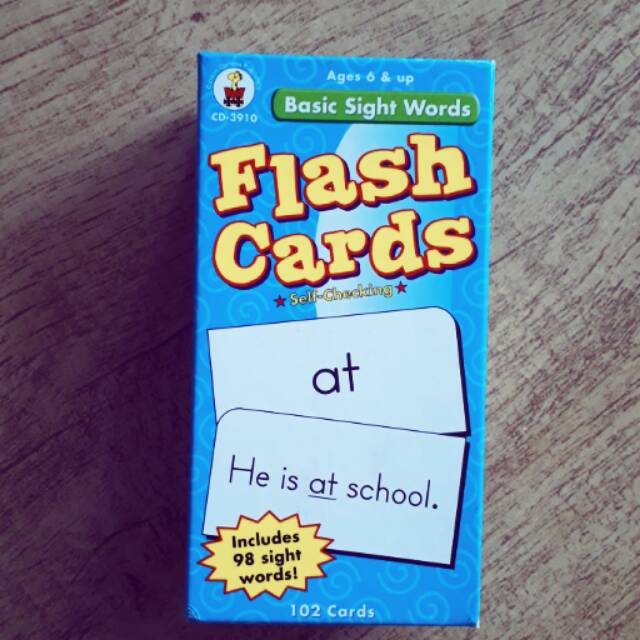 Ages 6 & up
CD-3910
Basic Sight Words
Flash
Cards
Self-Checking
at
He is at school.
Includes
98 sight
words!
102 Cards